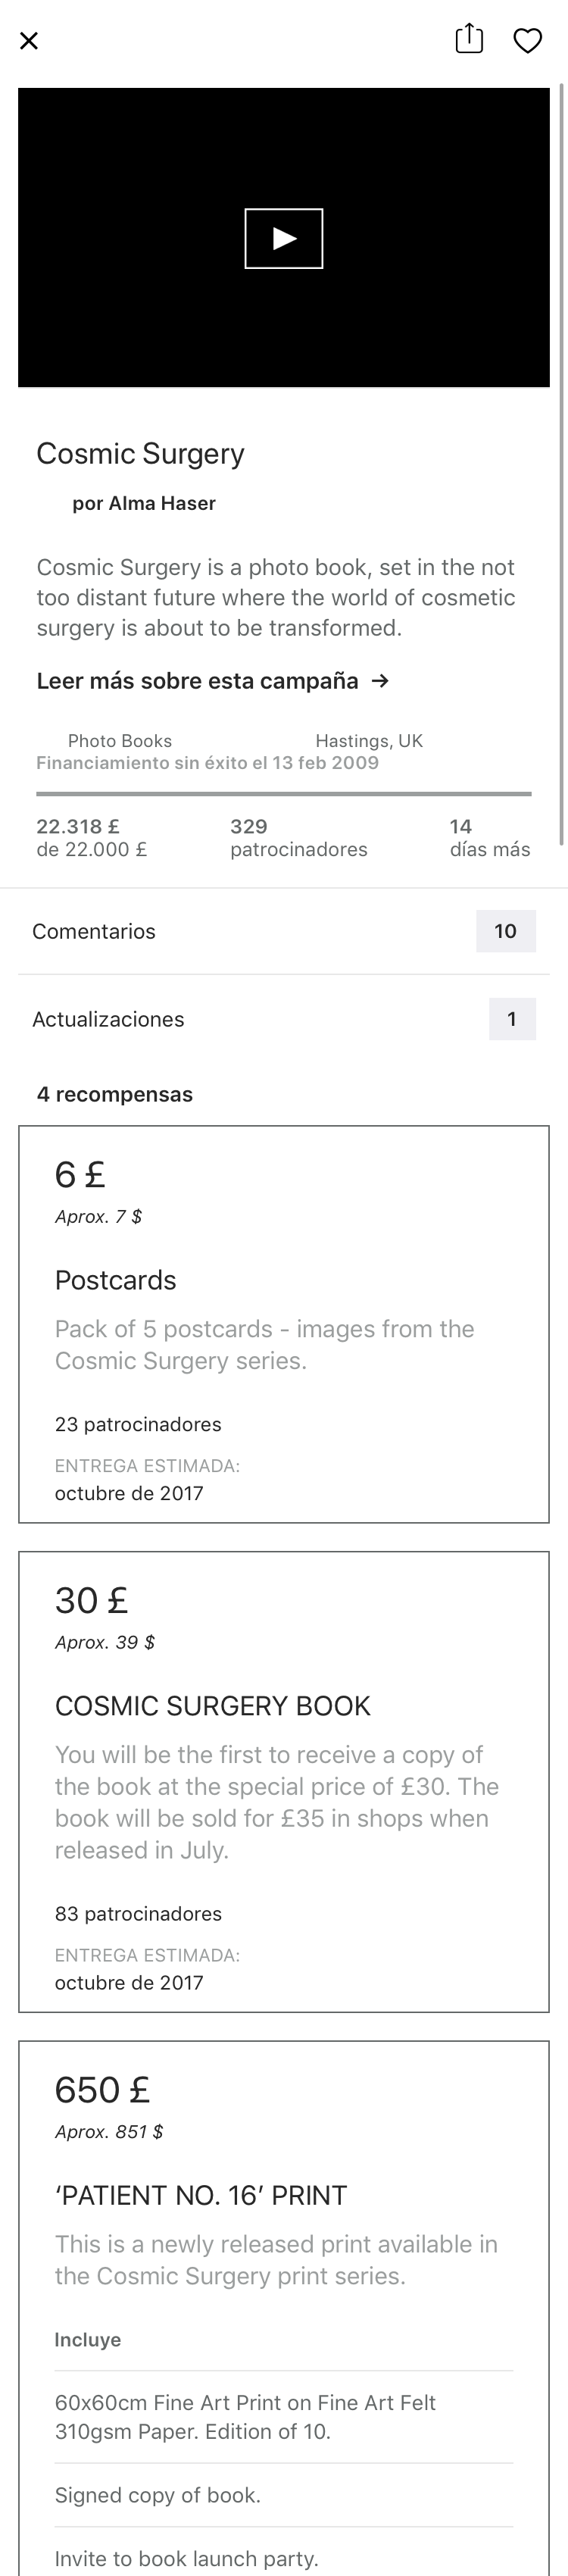 Cosmic Surgery
por Alma Haser
Cosmic Surgery is a photo book, set in the not
too distant future where the world of cosmetic
surgery is about to be transformed.
Leer más sobre esta campaña →
Photo Books
Hastings, UK
Financiamiento sin éxito el 13 feb 2009
22.318 £
de 22.000 £
329
patrocinadores
14
días más
Comentarios
10
Actualizaciones
1
4 recompensas
6 £
Aprox. 7 $
Postcards
Pack of 5 postcards - images from the
Cosmic Surgery series.
23 patrocinadores
ENTREGA ESTIMADA:
octubre de 2017
30 £
Aprox. 39 $
COSMIC SURGERY BOOK
You will be the first to receive a copy of
the book at the special price of £30. The
book will be sold for £35 in shops when
released in July.
83 patrocinadores
ENTREGA ESTIMADA:
octubre de 2017
650 £
Aprox. 851 $
‘PATIENT NO. 16’ PRINT
This is a newly released print available in
the Cosmic Surgery print series.
Incluye
60x60cm Fine Art Print on Fine Art Felt
310gsm Paper. Edition of 10.
Signed copy of book.
Invite to book launch party.